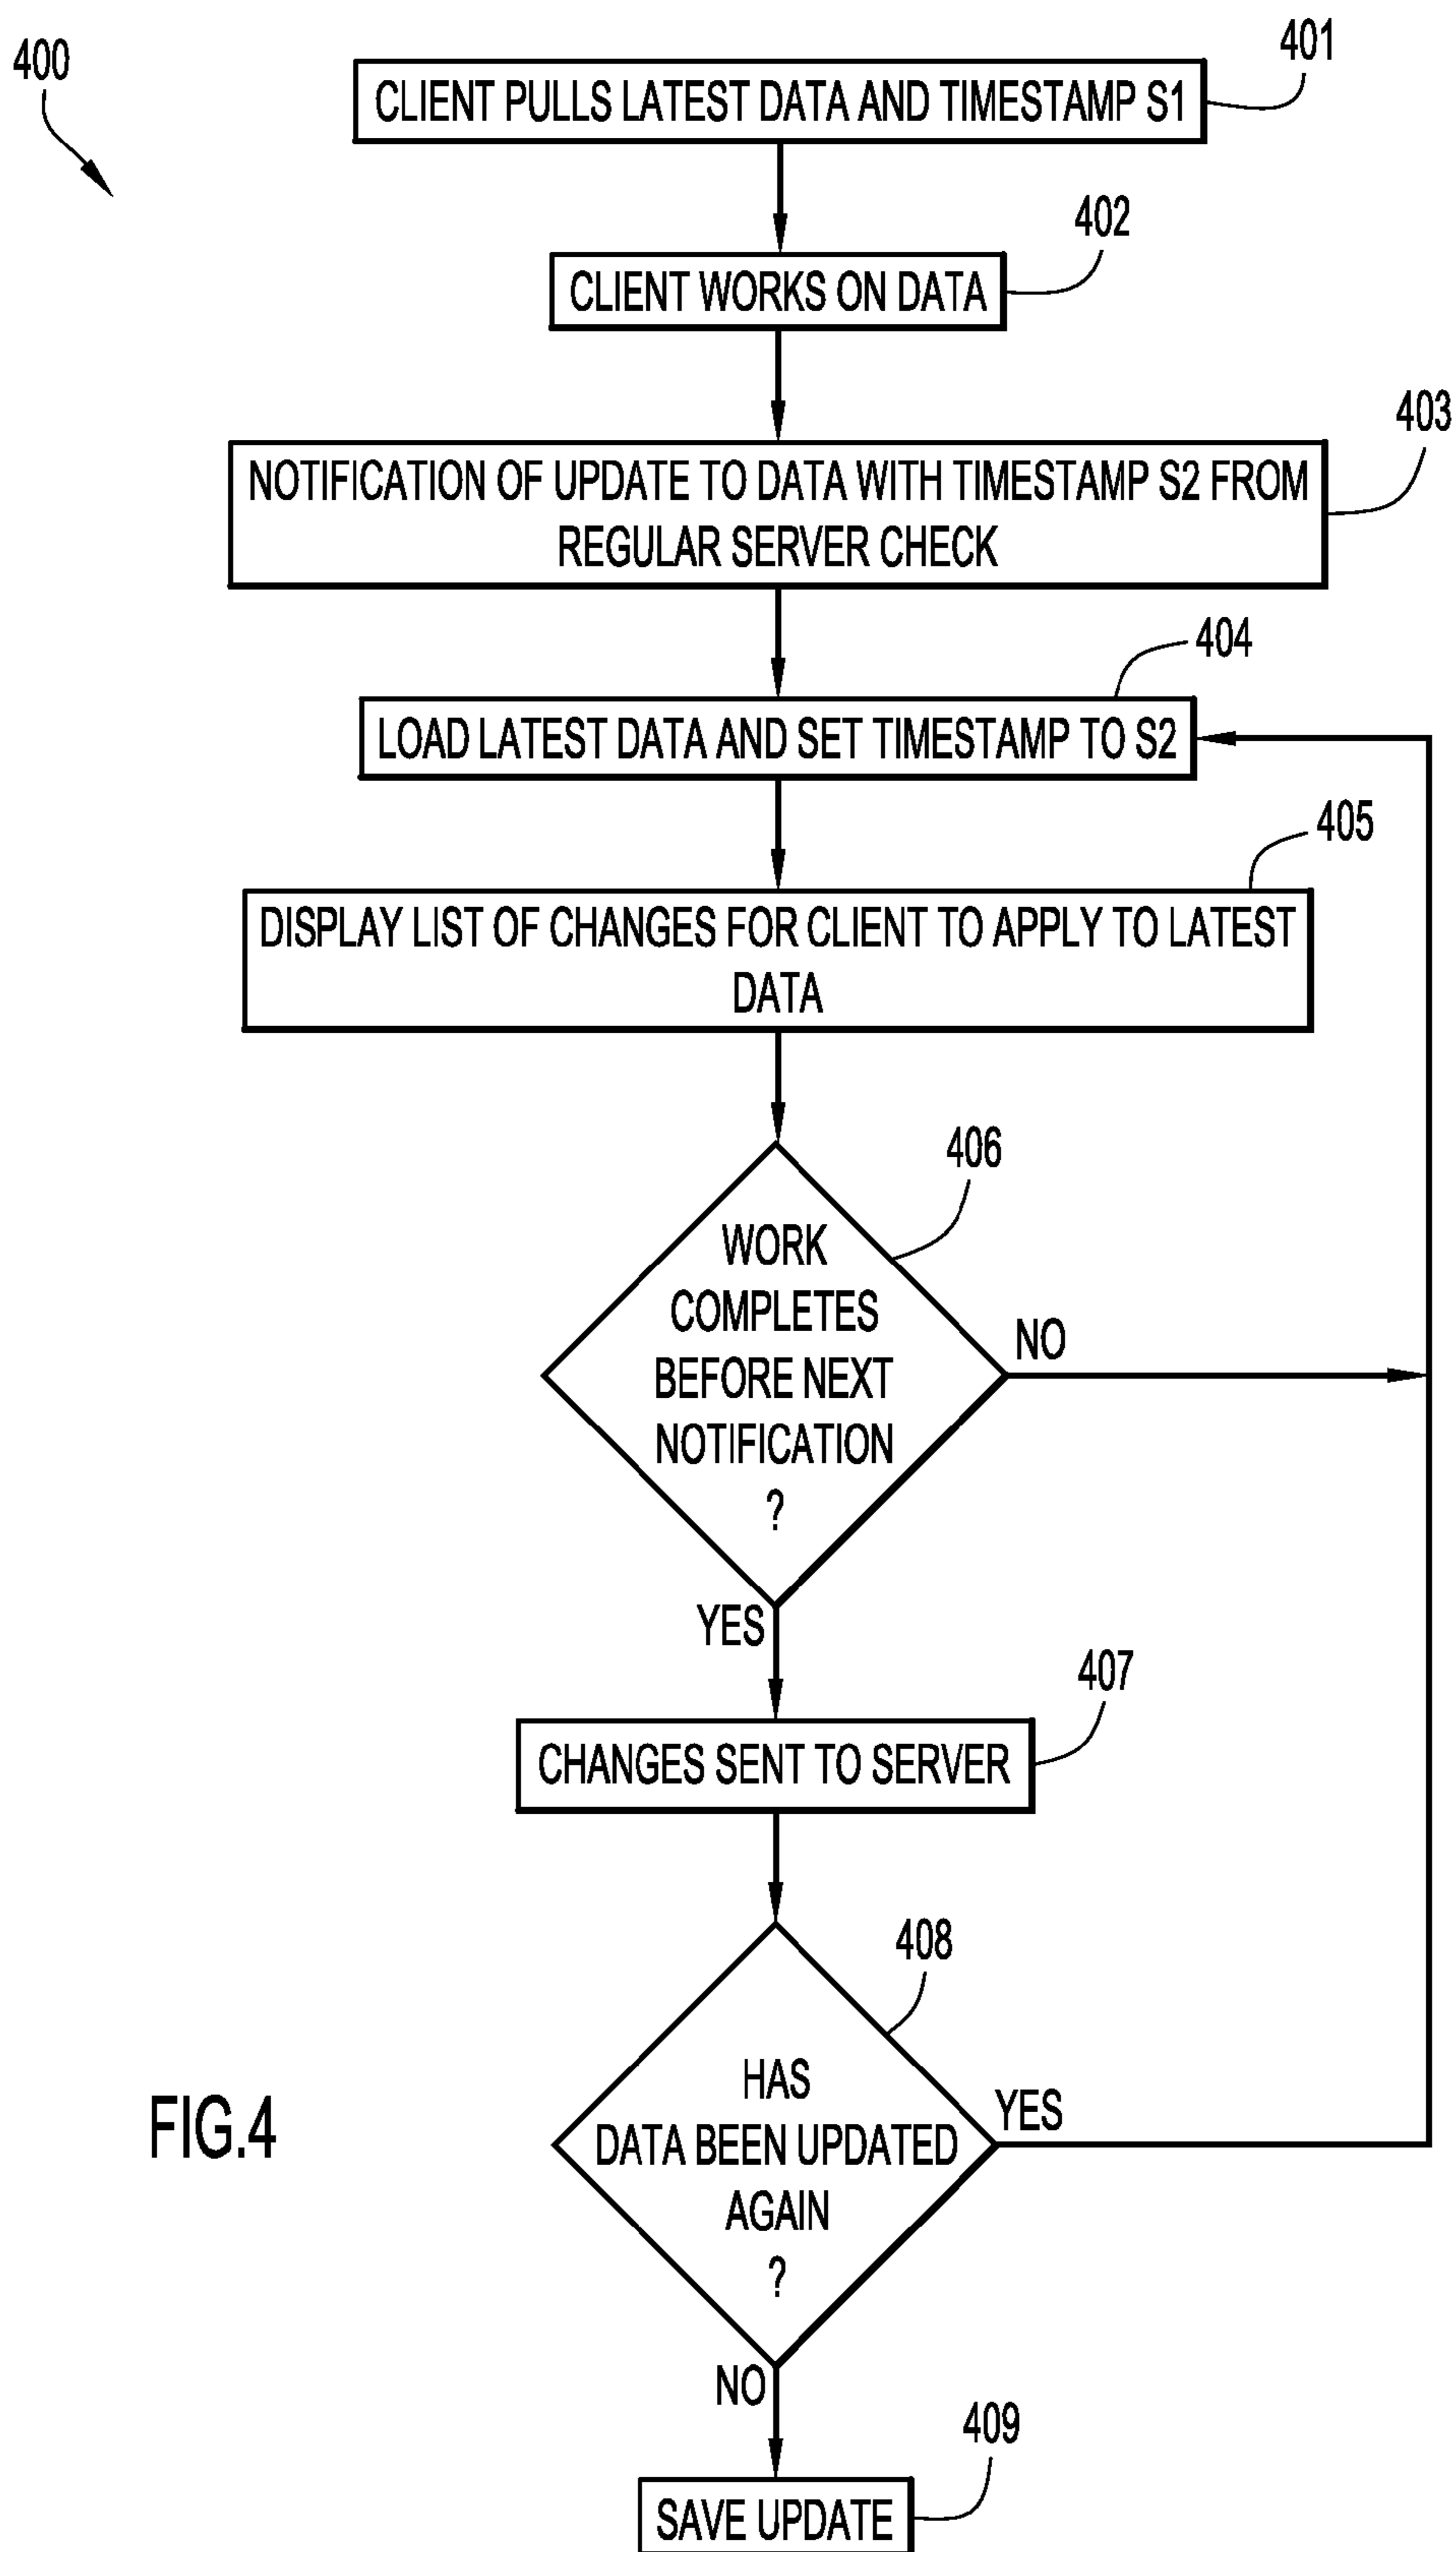 400
401
CLIENT PULLS LATEST DATA AND TIMESTAMP S1
402
CLIENT WORKS ON DATA
403
NOTIFICATION OF UPDATE TO DATA WITH TIMESTAMP S2 FROM
REGULAR SERVER CHECK
404
LOAD LATEST DATA AND SET TIMESTAMP TO S2
405
DISPLAY LIST OF CHANGES FOR CLIENT TO APPLY TO LATEST
DATA
406
WORK
COMPLETES
BEFORE NEXT
NOTIFICATION
?
NO
YES
407
CHANGES SENT TO SERVER
408
HAS
DATA BEEN UPDATED
AGAIN
?
YES
FIG.4
NO
409
SAVE UPDATE